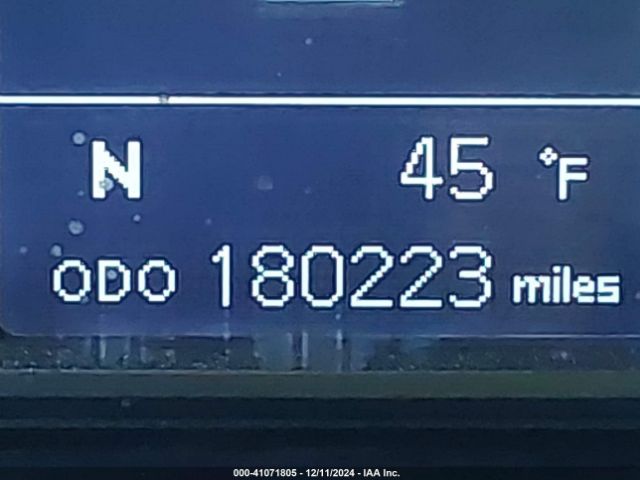 N 45 °F
ODO 180223 miles
000-41071805 - 12/11/2024 - IAA Inc.